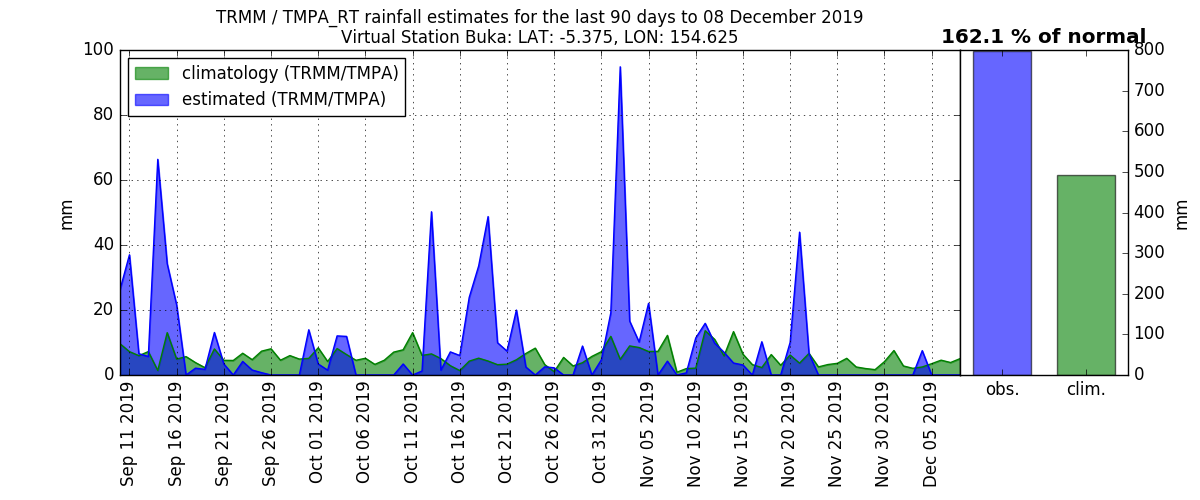 TRMM / TMPA_RT rainfall estimates for the last 90 days to 08 December 2019
Virtual Station Buka: LAT: -5.375, LON: 154.625
162.1 % of normal
climatology (TRMM/TMPA)
estimated (TRMM/TMPA)
mm
100
80
60
40
20
0
Sep 11 2019
Sep 16 2019
Sep 21 2019
Sep 26 2019
Oct 01 2019
Oct 06 2019
Oct 11 2019
Oct 16 2019
Oct 21 2019
Oct 26 2019
Oct 31 2019
Nov 05 2019
Nov 10 2019
Nov 15 2019
Nov 20 2019
Nov 25 2019
Nov 30 2019
Dec 05 2019
obs.
clim.
800
700
600
500
400
300
200
100
0
mm